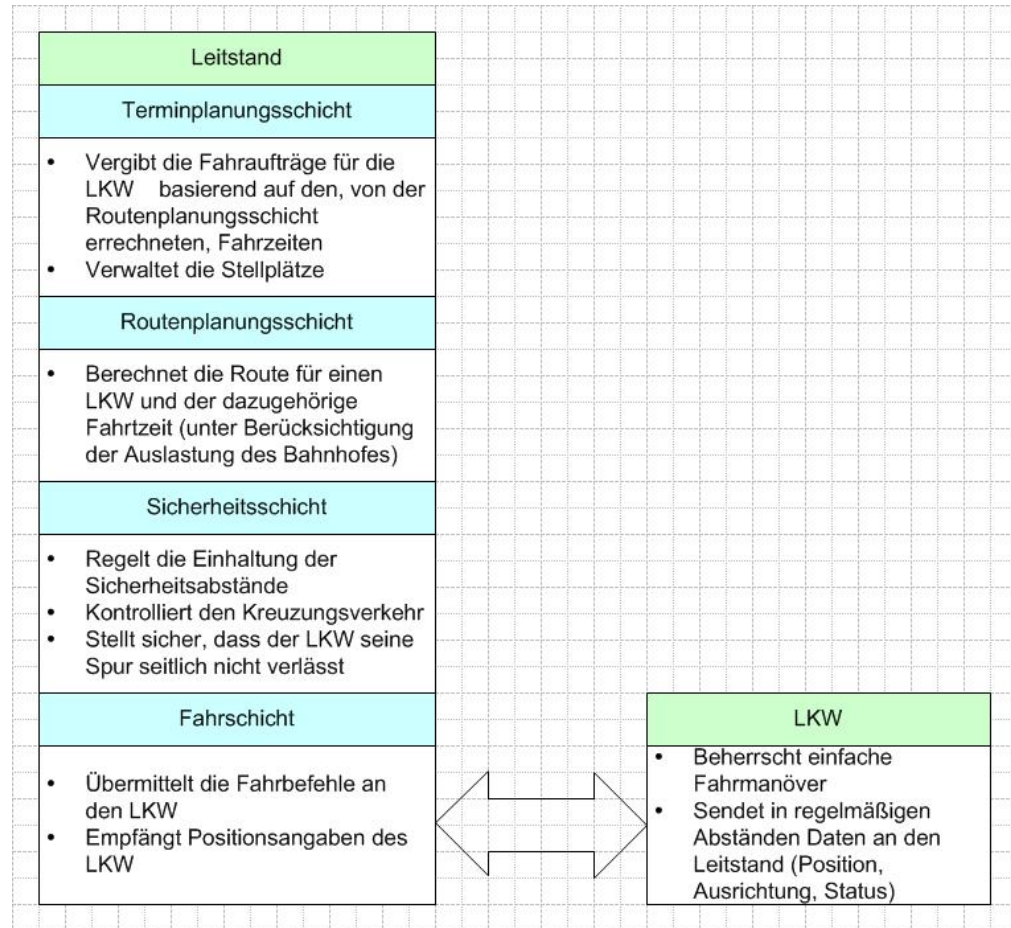 Leitstand
Terminplanungsschicht
• Vergibt die Fahraufträge für die
LKW basierend auf den, von der
Routenplanungsschicht
errechneten, Fahrzeiten
• Verwaltet die Stellplätze
Routenplanungsschicht
• Berechnet die Route für einen
LKW und der dazugehörige
Fahrtzeit (unter Berücksichtigung
der Auslastung des Bahnhofes)
Sicherheitsschicht
• Regelt die Einhaltung der
Sicherheitsabstände
• Kontrolliert den Kreuzungsverkehr
• Stellt sicher, dass der LKW seine
Spur seitlich nicht verlässt
Fahrschicht
• Übermittelt die Fahrbefehle an
den LKW
• Empfängt Positionsangaben des
LKW
LKW
• Beherrscht einfache
Fahrmanöver
• Sendet in regelmäßigen
Abständen Daten an den
Leitstand (Position,
Ausrichtung, Status)